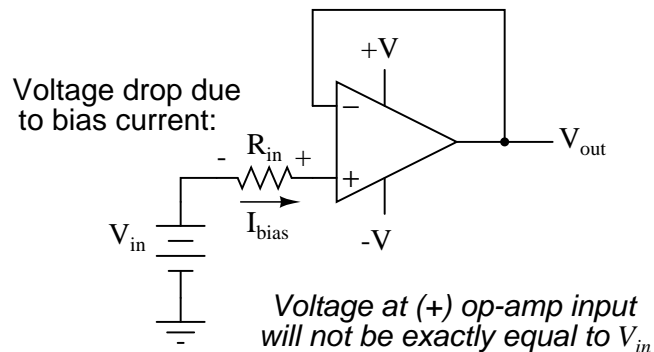 +V
Voltage drop due
to bias current:
−
- R_in +
+
V_out
I_bias
-V
V_in
Voltage at (+) op-amp input
will not be exactly equal to V_in